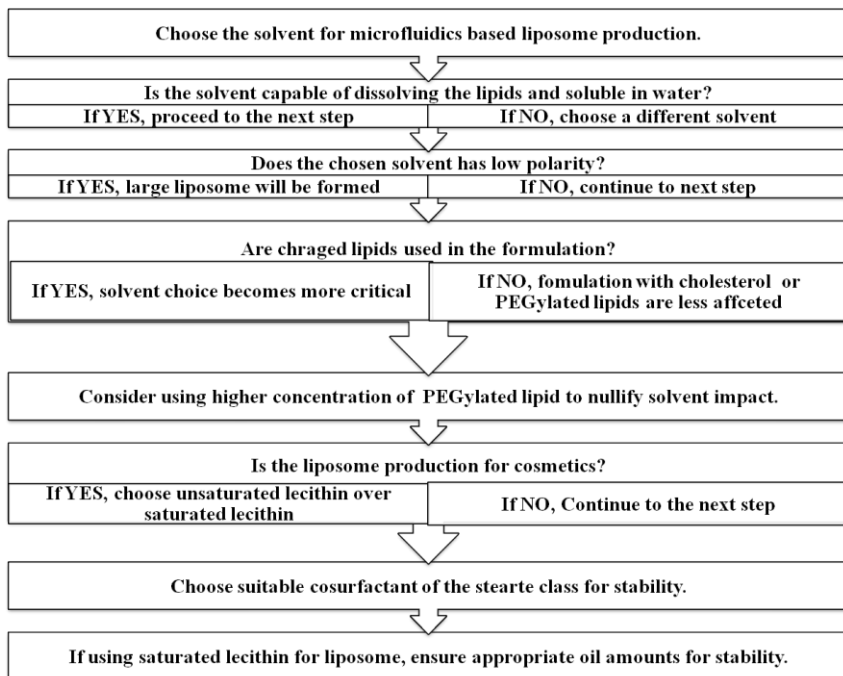 Choose the solvent for microfluidics based liposome production.
Is the solvent capable of dissolving the lipids and soluble in water?
If YES, proceed to the next step
If NO, choose a different solvent
Does the chosen solvent has low polarity?
If YES, large liposome will be formed
If NO, continue to next step
Are chraged lipids used in the formulation?
If YES, solvent choice becomes more critical
If NO, fomulation with cholesterol or
PEGylated lipids are less affceted
Consider using higher concentration of PEGylated lipid to nullify solvent impact.
Is the liposome production for cosmetics?
If YES, choose unsaturated lecithin over
saturated lecithin
If NO, Continue to the next step
Choose suitable cosurfactant of the stearte class for stability.
If using saturated lecithin for liposome, ensure appropriate oil amounts for stability.